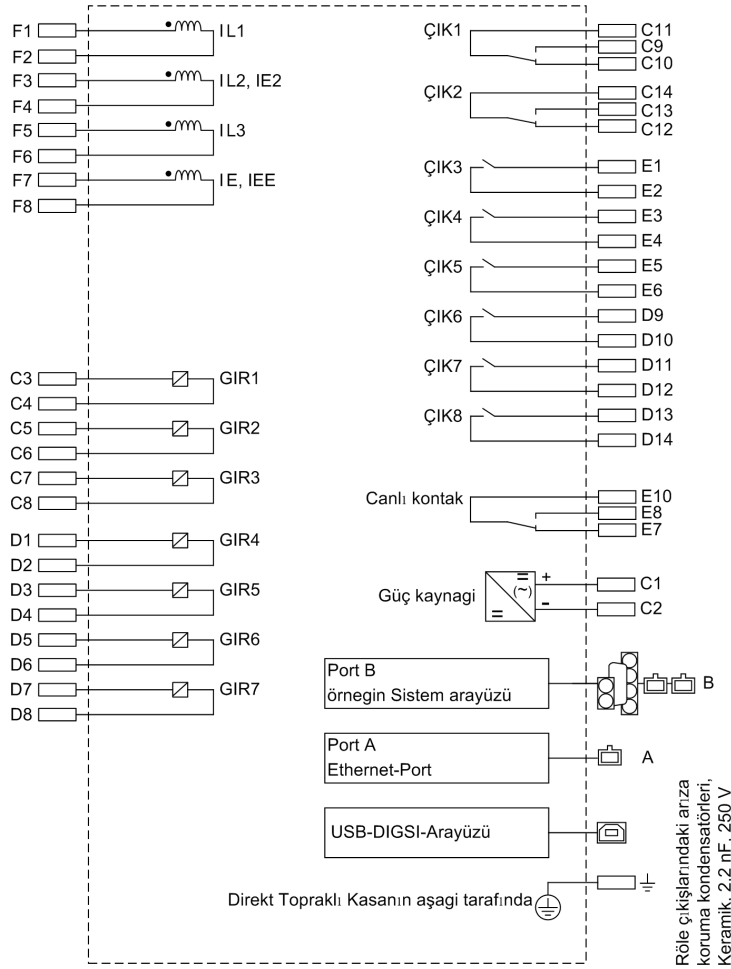 F1
IL1
F2
F3
IL2, IE2
F4
F5
IL3
F6
F7
IE, IEE
F8
C3
GIR1
C4
C5
GIR2
C6
C7
GIR3
C8
D1
GIR4
D2
D3
GIR5
D4
D5
GIR6
D6
D7
GIR7
D8
ÇIK1
C11
C9
C10
ÇIK2
C14
C13
C12
ÇIK3
E1
E2
ÇIK4
E3
E4
ÇIK5
E5
E6
ÇIK6
D9
D10
ÇIK7
D11
D12
ÇIK8
D13
D14
Canlı kontak
E10
E8
E7
Güç kaynagi
= + C1
(~)
= - C2
Port B
örnegin Sistem arayüzü
B
Port A
Ethernet-Port
A
USB-DIGSI-Arayüzü
Direkt Topraklı Kasanın aşagi tarafında
Röle çıkışlarındaki arıza
koruma kondensatörleri,
Keramik, 2.2 nF, 250 V